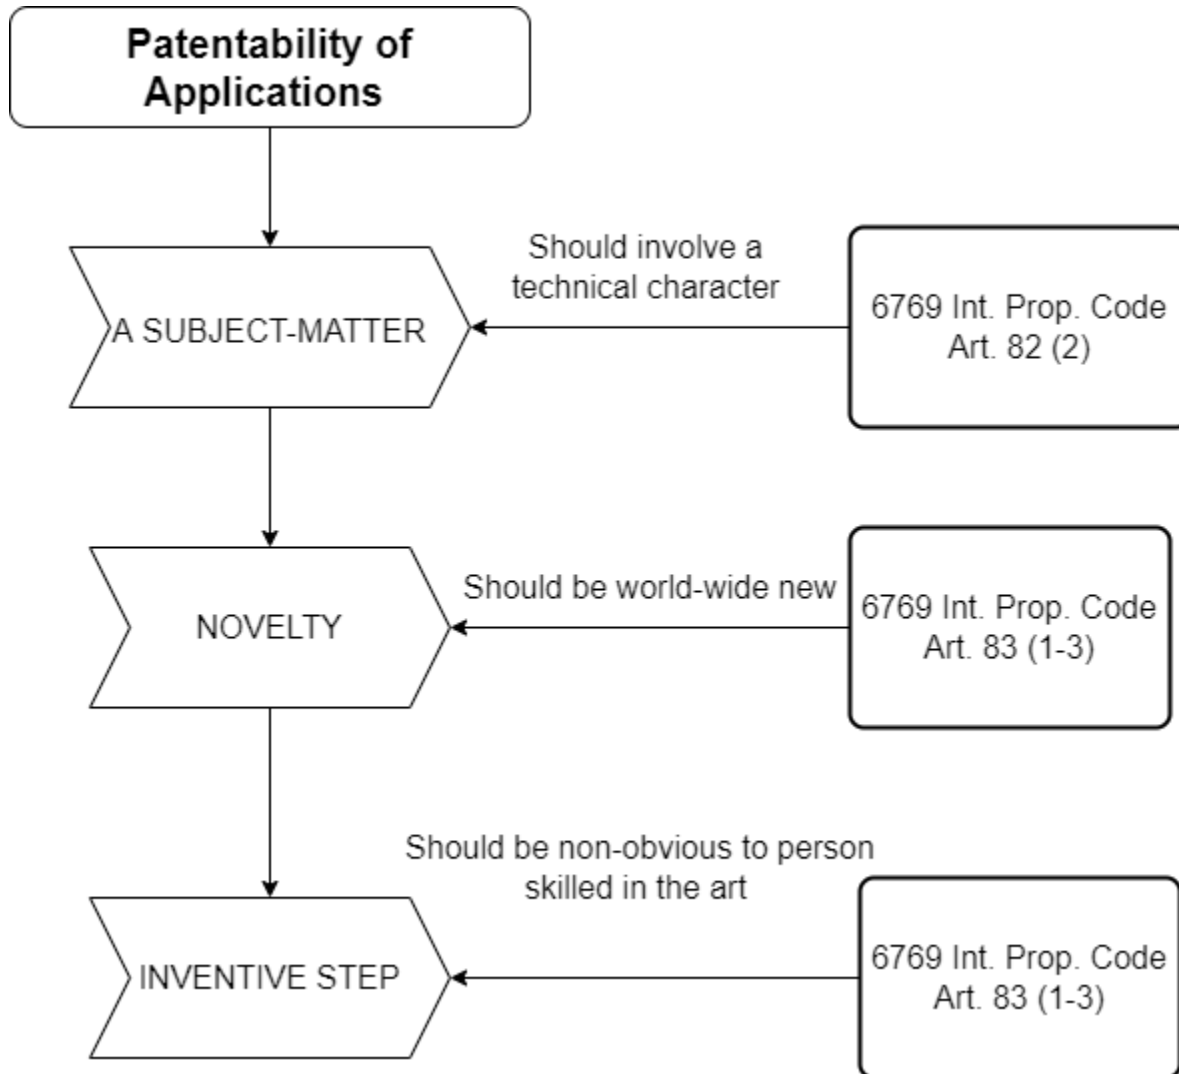 Patentability of
Applications
Should involve a
technical character
6769 Int. Prop. Code
Art. 82 (2)
A SUBJECT-MATTER
Should be world-wide new
6769 Int. Prop. Code
Art. 83 (1-3)
NOVELTY
Should be non-obvious to person
skilled in the art
6769 Int. Prop. Code
Art. 83 (1-3)
INVENTIVE STEP